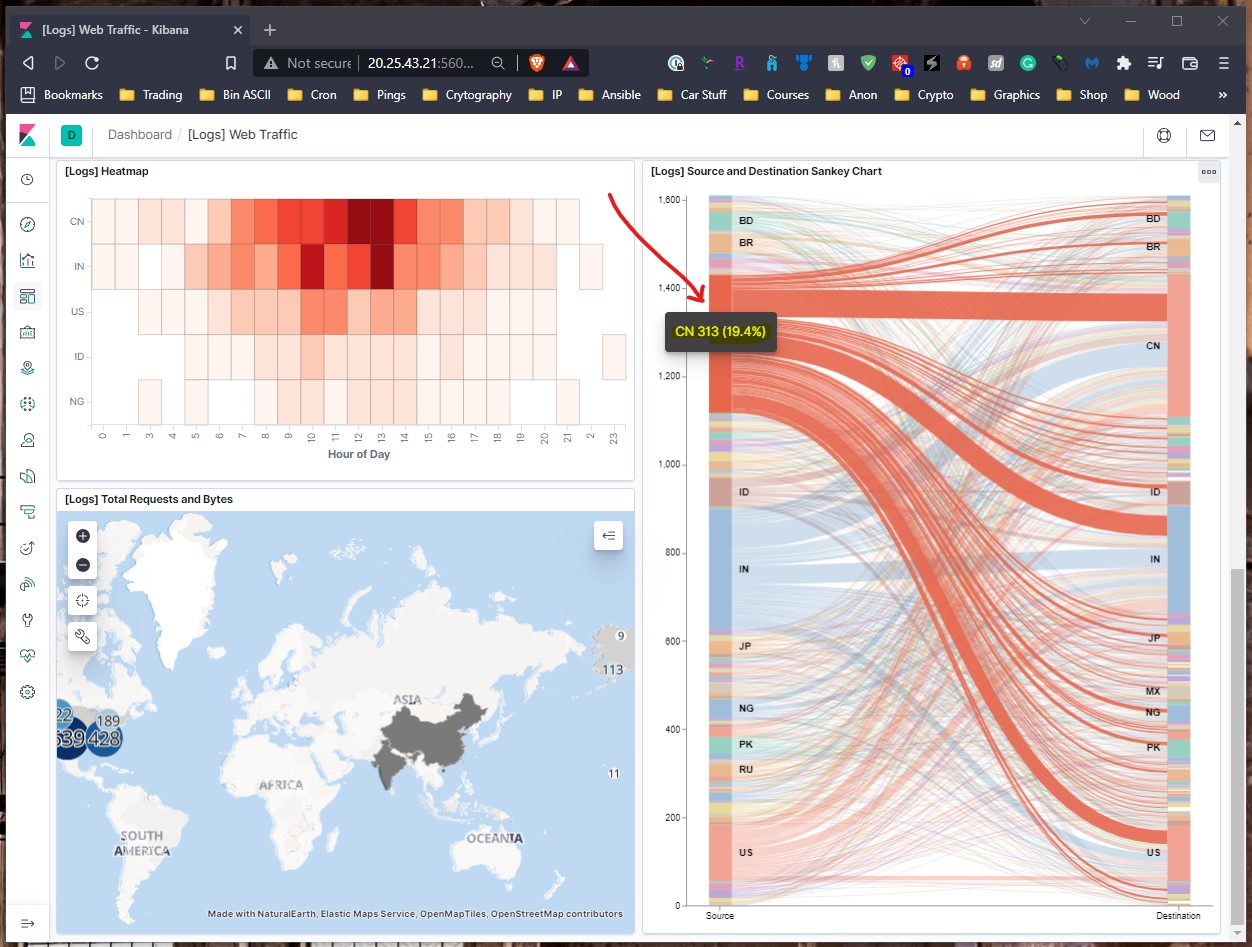 [Logs] Web Traffic - Kibana
Not secure 20.25.43.21:560...
0
Bookmarks Trading Bin ASCII Cron Pings Crytography IP Ansible Car Stuff Courses Anon Crypto Graphics Shop Wood »
D Dashboard / [Logs] Web Traffic
[Logs] Heatmap
CN
IN
US
ID
NG
0 1 3 4 5 6 7 8 9 10 11 12 13 14 15 16 17 18 19 20 21 2 23
Hour of Day
[Logs] Total Requests and Bytes
9
113
ASIA
22 189
539 428
11
AFRICA
SOUTH
AMERICA
OCEANIA
Made with NaturalEarth, Elastic Maps Service, OpenMapTiles, OpenStreetMap contributors
[Logs] Source and Destination Sankey Chart
1,600
1,400
1,200
1,000
800
600
400
200
0
BD
BR
CN 313 (19.4%)
ID
IN
JP
NG
PK
RU
US
BD
BR
CN
ID
IN
JP
MX
NG
PK
US
Source Destination